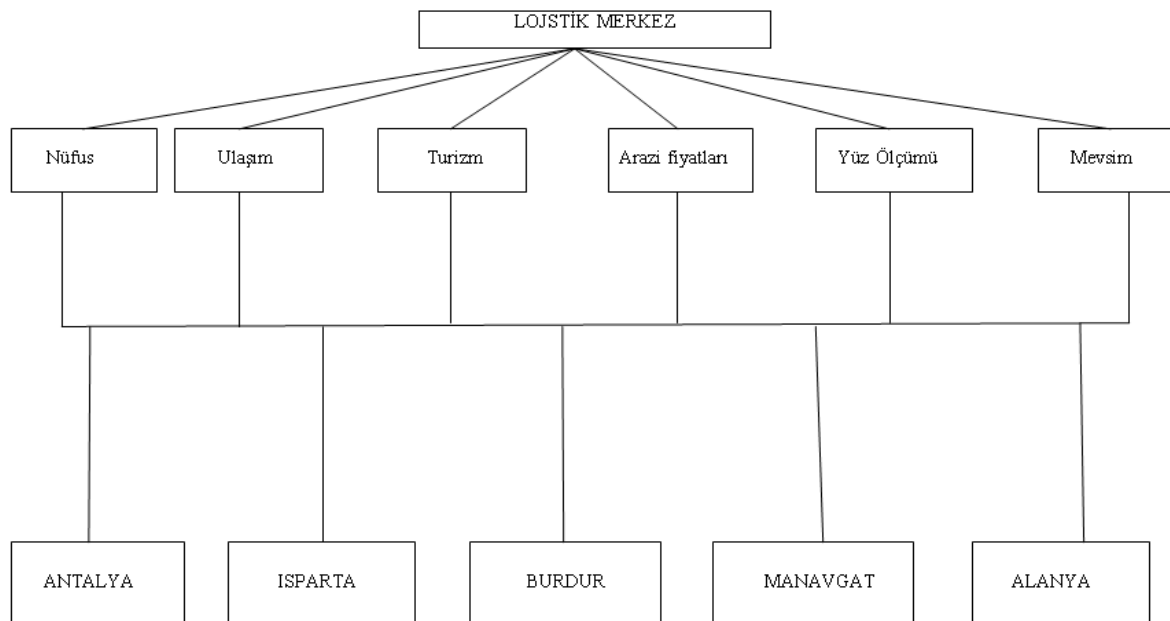 LOJSTİK MERKEZ
Nüfus
Ulaşım
Turizm
Arazi fiyatları
Yüz Ölçümü
Mevsim
ANTALYA
ISPARTA
BURDUR
MANAVGAT
ALANYA